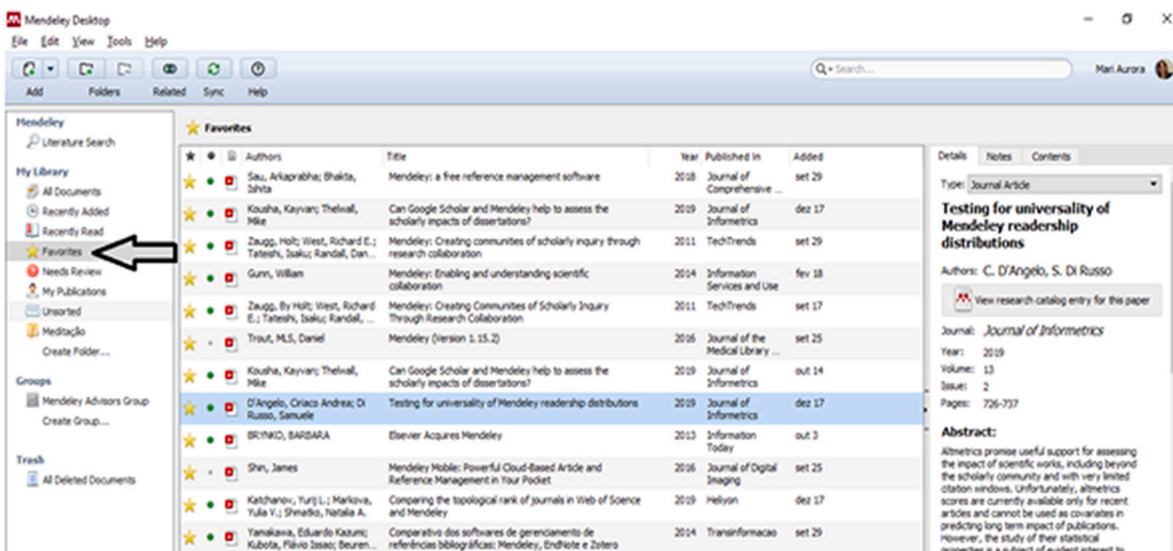 Mendeley Desktop
File Edit View Tools Help
Search...
Mari Aurora
Add Folders Related Sync Help
Mendeley
Literature Search
My Library
All Documents
Recently Added
Recently Read
Favorites
Needs Review
My Publications
Unsorted
Meditação
Create Folder...
Groups
Mendeley Advisors Group
Create Group...
Trash
All Deleted Documents
Favorites
Authors Title Year Published In Added
Sau, Arkaprabha; Bhakta, Mendeley: a free reference management software 2018 Journal of set 29
Ishita Comprehensive ...
Kousha, Kayvan; Thelwall, Can Google Scholar and Mendeley help to assess the 2019 Journal of dez 17
Mike scholarly impacts of dissertations? Informetrics
Zaugg, Holt; West, Richard E.; Mendeley: Creating communities of scholarly inquiry through 2011 TechTrends set 29
Tateishi, Isaku; Randall, Dan... research collaboration
Gunn, William Mendeley: Enabling and understanding scientific 2014 Information fev 18
collaboration Services and Use
Zaugg, By Holt; West, Richard Mendeley: Creating Communities of Scholarly Inquiry 2011 TechTrends set 17
E.; Tateishi, Isaku; Randall, ... Through Research Collaboration
Trout, MLS, Daniel Mendeley (Version 1.15.2) 2016 Journal of the set 25
Medical Library ...
Kousha, Kayvan; Thelwall, Can Google Scholar and Mendeley help to assess the 2019 Journal of out 14
Mike scholarly impacts of dissertations? Informetrics
D'Angelo, Ciriaco Andrea; Di Testing for universality of Mendeley readership distributions 2019 Journal of dez 17
Russo, Samuele Informetrics
BRYNKO, BARBARA Elsevier Acquires Mendeley 2013 Information out 3
Today
Shin, James Mendeley Mobile: Powerful Cloud-Based Article and 2016 Journal of Digital set 25
Reference Management in Your Pocket Imaging
Katchanov, Yurij L.; Markova, Comparing the topological rank of journals in Web of Science 2019 Heliyon dez 17
Yulia V.; Shmatko, Natalia A. and Mendeley
Yamakawa, Eduardo Kazumi; Comparativo dos softwares de gerenciamento de 2014 Transinformacao set 29
Kubota, Flávio Issao; Beuren... referências bibliográficas: Mendeley, EndNote e Zotero
Details Notes Contents
Type: Journal Article
Testing for universality of
Mendeley readership
distributions
Authors: C. D'Angelo, S. Di Russo
View research catalog entry for this paper
Journal: Journal of Informetrics
Year: 2019
Volume: 13
Issue: 2
Pages: 726-737
Abstract:
Altmetrics promise useful support for assessing
the impact of scientific works, including beyond
the scholarly community and with very limited
citation windows. Unfortunately, altmetrics
scores are currently available only for recent
articles and cannot be used as covariates in
predicting long term impact of publications.
However, the study of their statistical
properties is a subject of evident interest to